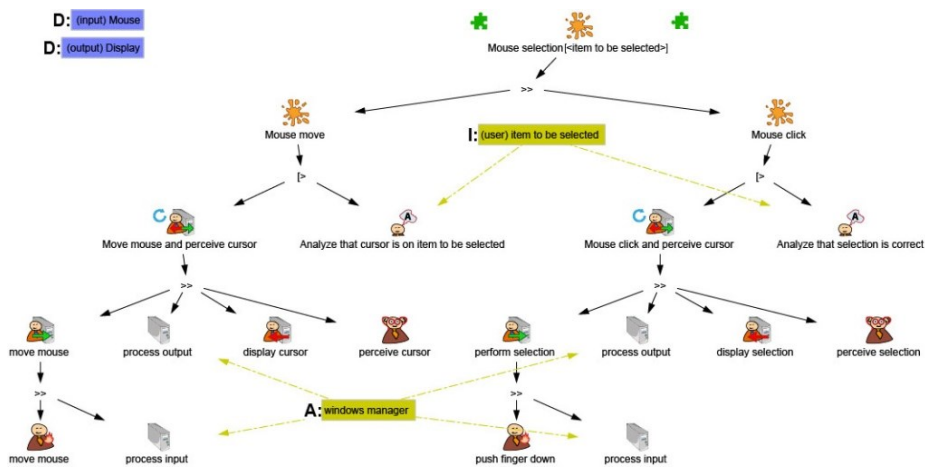 D: (input) Mouse
D: (output) Display
Mouse selection[<item to be selected>]
>>
Mouse move
I: (user) item to be selected
Mouse click
[>
[>
A
A
Move mouse and perceive cursor
Analyze that cursor is on item to be selected
Mouse click and perceive cursor
Analyze that selection is correct
>>
>>
move mouse
process output
display cursor
perceive cursor
perform selection
process output
display selection
perceive selection
>>
A: windows manager
>>
move mouse
process input
push finger down
process input